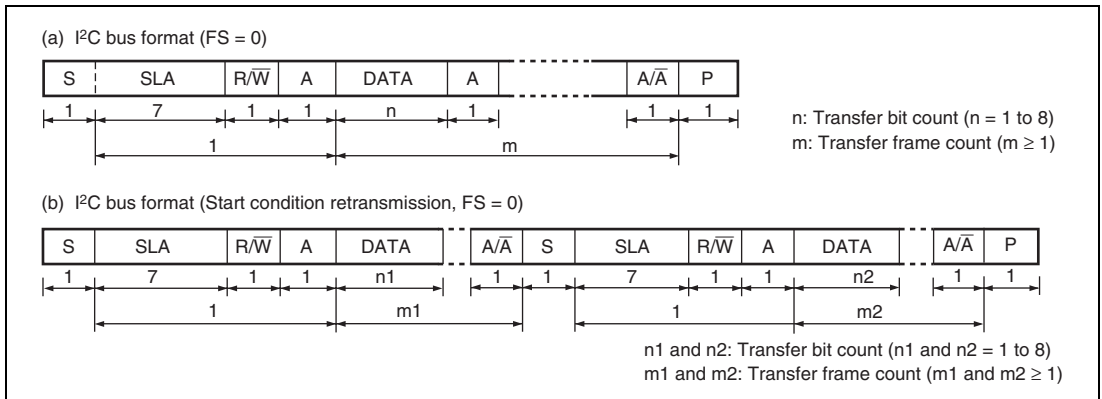 (a) I²C bus format (FS = 0)
S SLA R/W̅ A DATA A A/A̅ P
1 7 1 1 n 1 1 1
1 m
n: Transfer bit count (n = 1 to 8)
m: Transfer frame count (m ≥ 1)
(b) I²C bus format (Start condition retransmission, FS = 0)
S SLA R/W̅ A DATA A/A̅ S SLA R/W̅ A DATA A/A̅ P
1 7 1 1 n1 1 1 7 1 1 n2 1 1
1 m1 1 m2
n1 and n2: Transfer bit count (n1 and n2 = 1 to 8)
m1 and m2: Transfer frame count (m1 and m2 ≥ 1)